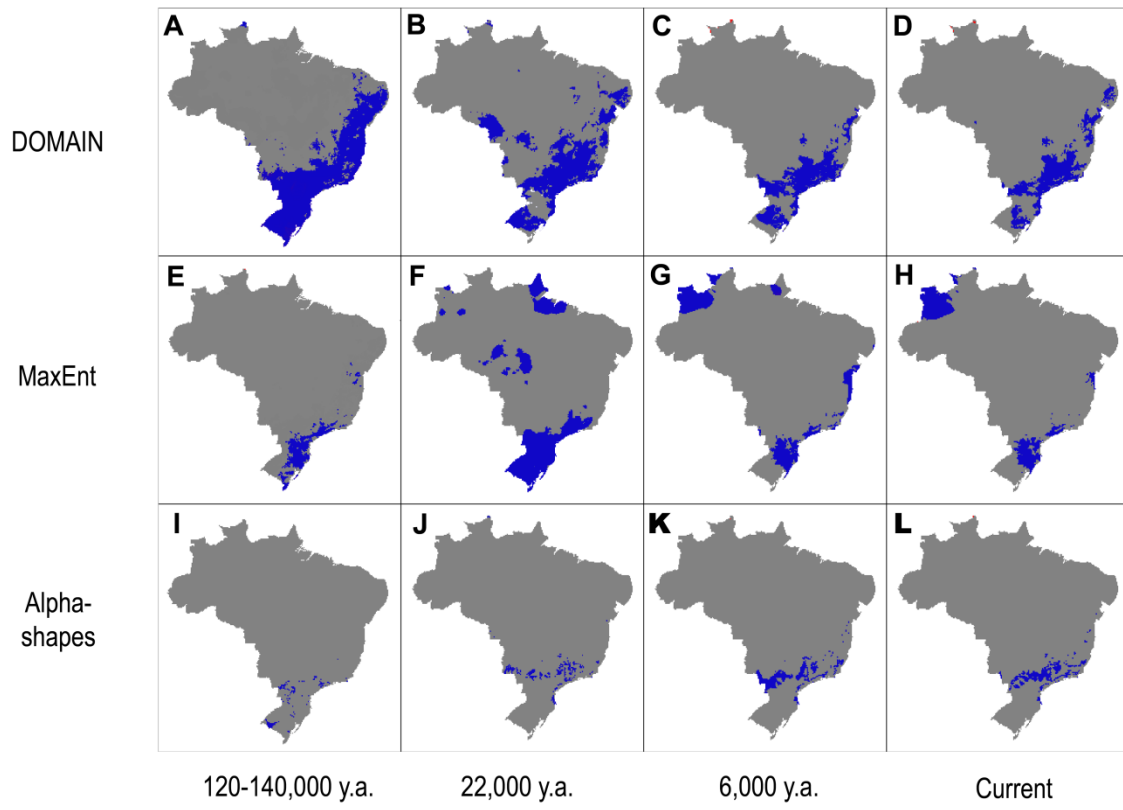 A B C D
DOMAIN
E F G H
MaxEnt
I J K L
Alpha-
shapes
120-140,000 y.a. 22,000 y.a. 6,000 y.a. Current